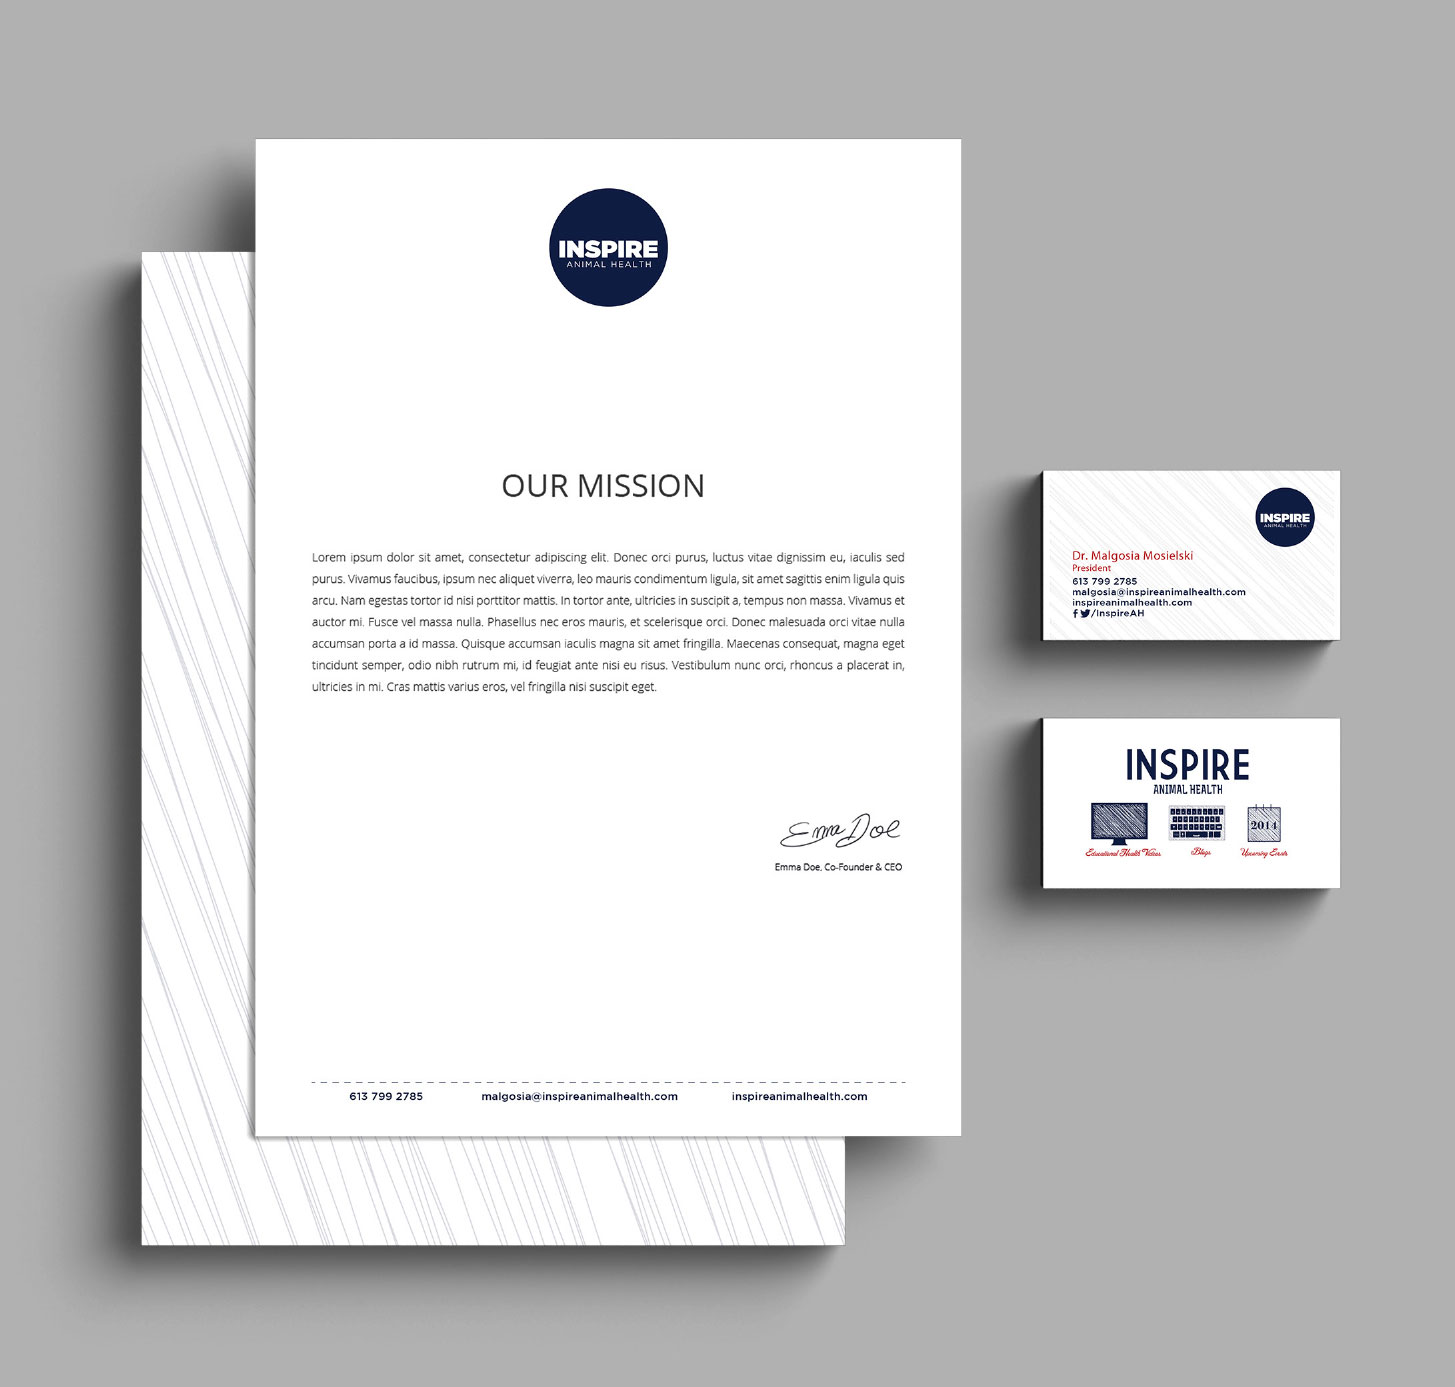 INSPIRE
ANIMAL HEALTH
OUR MISSION
Lorem ipsum dolor sit amet, consectetur adipiscing elit. Donec orci purus, luctus vitae dignissim eu, iaculis sed
purus. Vivamus faucibus, ipsum nec aliquet viverra, leo mauris condimentum ligula, sit amet sagittis enim ligula quis
arcu. Nam egestas tortor id nisi porttitor mattis. In tortor ante, ultricies in suscipit a, tempus non massa. Vivamus et
auctor mi. Fusce vel massa nulla. Phasellus nec eros mauris, et scelerisque orci. Donec malesuada orci vitae nulla
accumsan porta a id massa. Quisque accumsan iaculis magna sit amet fringilla. Maecenas consequat, magna eget
tincidunt semper, odio nibh rutrum mi, id feugiat ante nisi eu risus. Vestibulum nunc orci, rhoncus a placerat in,
ultricies in mi. Cras mattis varius eros, vel fringilla nisi suscipit eget.
Emma Doe
Emma Doe, Co-Founder & CEO
613 799 2785 malgosia@inspireanimalhealth.com inspireanimalhealth.com
INSPIRE
ANIMAL HEALTH
Dr. Malgosia Mosielski
President
613 799 2785
malgosia@inspireanimalhealth.com
inspireanimalhealth.com
/InspireAH
INSPIRE
ANIMAL HEALTH
2014
Educational Health Videos Blogs Upcoming Events